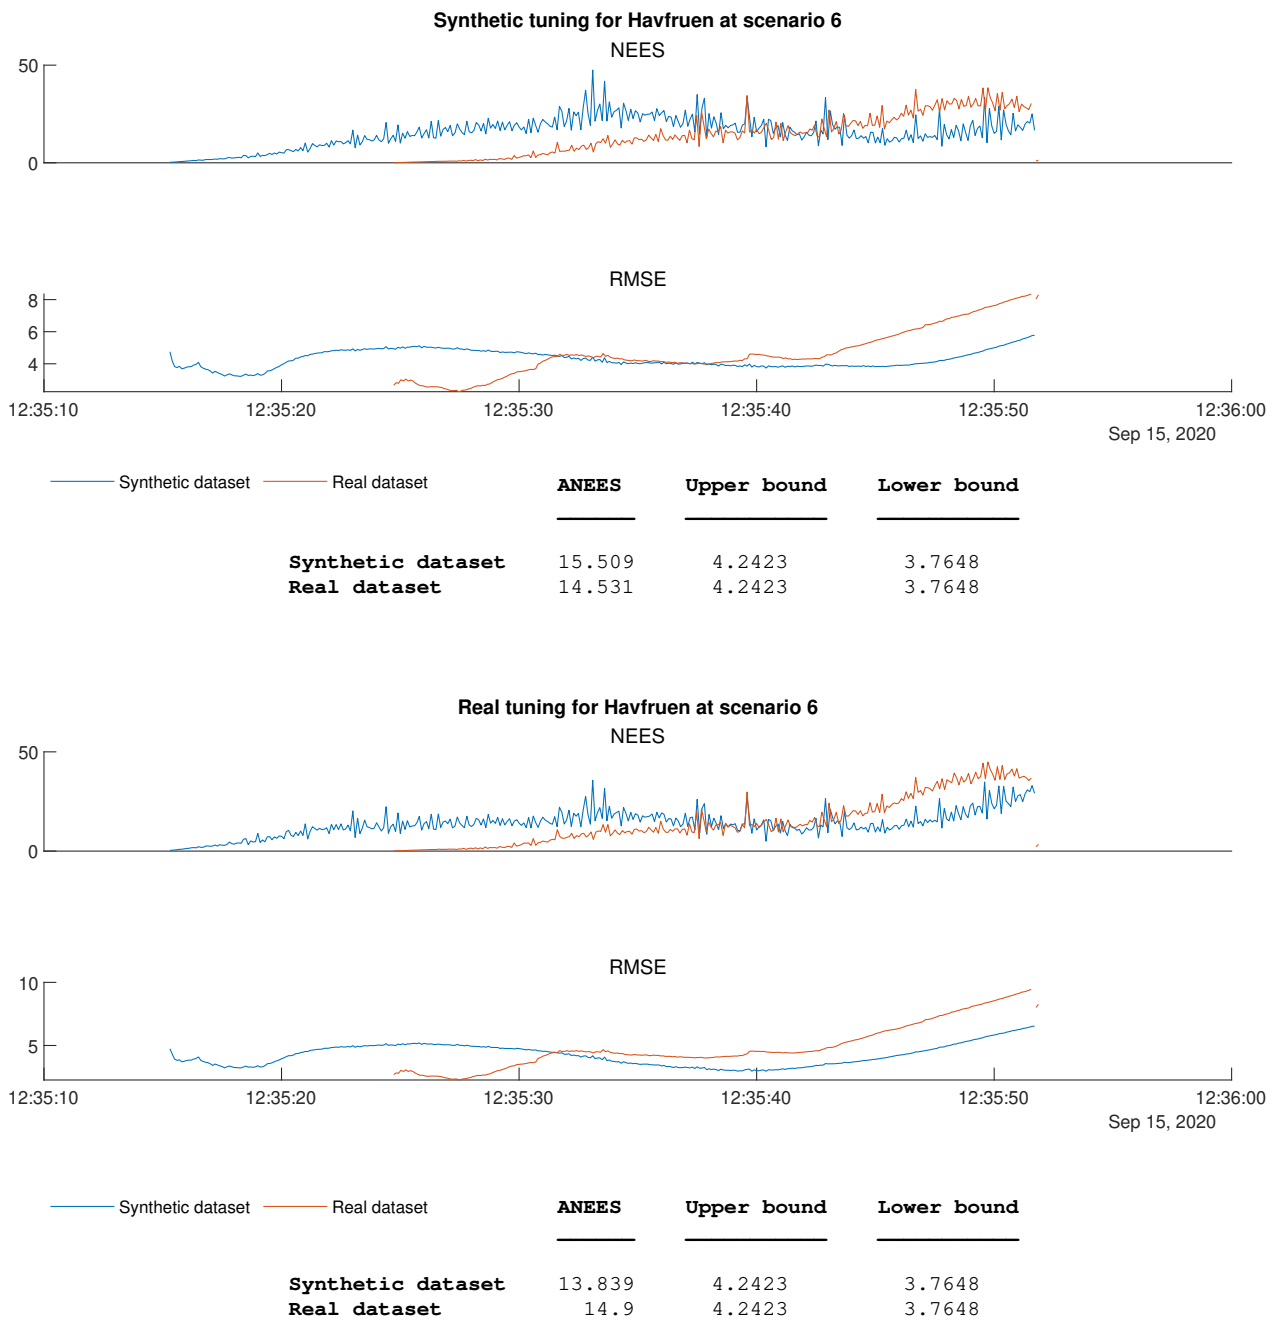 Synthetic tuning for Havfruen at scenario 6
NEES
50
0
RMSE
8
6
4
12:35:10 12:35:20 12:35:30 12:35:40 12:35:50 12:36:00
Sep 15, 2020
Synthetic dataset Real dataset
ANEES Upper bound Lower bound
Synthetic dataset 15.509 4.2423 3.7648
Real dataset 14.531 4.2423 3.7648
Real tuning for Havfruen at scenario 6
NEES
50
0
RMSE
10
5
12:35:10 12:35:20 12:35:30 12:35:40 12:35:50 12:36:00
Sep 15, 2020
Synthetic dataset Real dataset
ANEES Upper bound Lower bound
Synthetic dataset 13.839 4.2423 3.7648
Real dataset 14.9 4.2423 3.7648